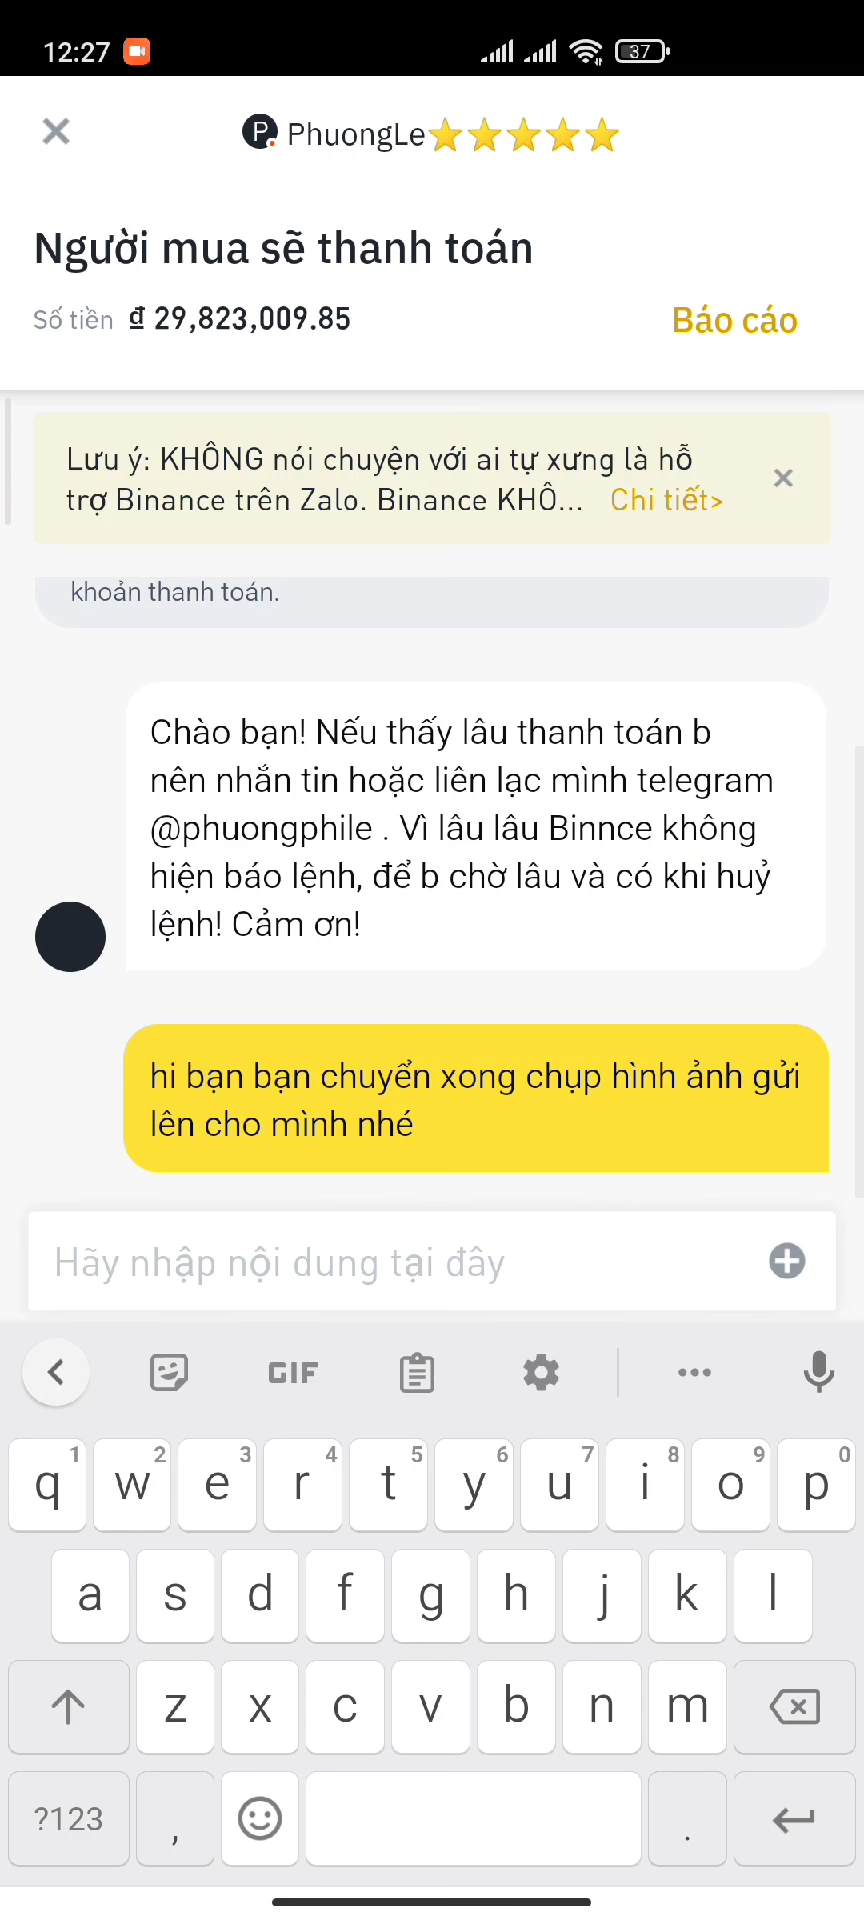 12:27
37
P PhuongLe⭐⭐⭐⭐⭐
Người mua sẽ thanh toán
Số tiền ₫ 29,823,009.85
Báo cáo
Lưu ý: KHÔNG nói chuyện với ai tự xưng là hỗ
trợ Binance trên Zalo. Binance KHÔ... Chi tiết>
khoản thanh toán.
Chào bạn! Nếu thấy lâu thanh toán b
nên nhắn tin hoặc liên lạc mình telegram
@phuongphile . Vì lâu lâu Binnce không
hiện báo lệnh, để b chờ lâu và có khi huỷ
lệnh! Cảm ơn!
hi bạn bạn chuyển xong chụp hình ảnh gửi
lên cho mình nhé
Hãy nhập nội dung tại đây
GIF
1 2 3 4 5 6 7 8 9 0
q w e r t y u i o p
a s d f g h j k l
z x c v b n m
?123 , .